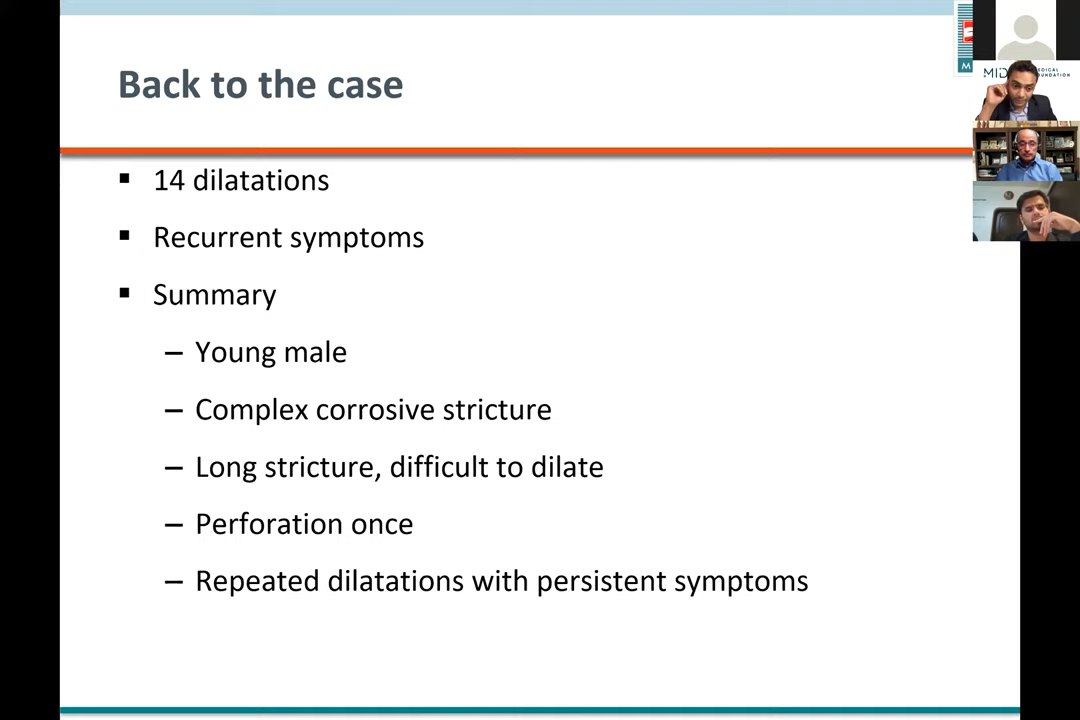 Back to the case
▪ 14 dilatations
▪ Recurrent symptoms
▪ Summary
– Young male
– Complex corrosive stricture
– Long stricture, difficult to dilate
– Perforation once
– Repeated dilatations with persistent symptoms